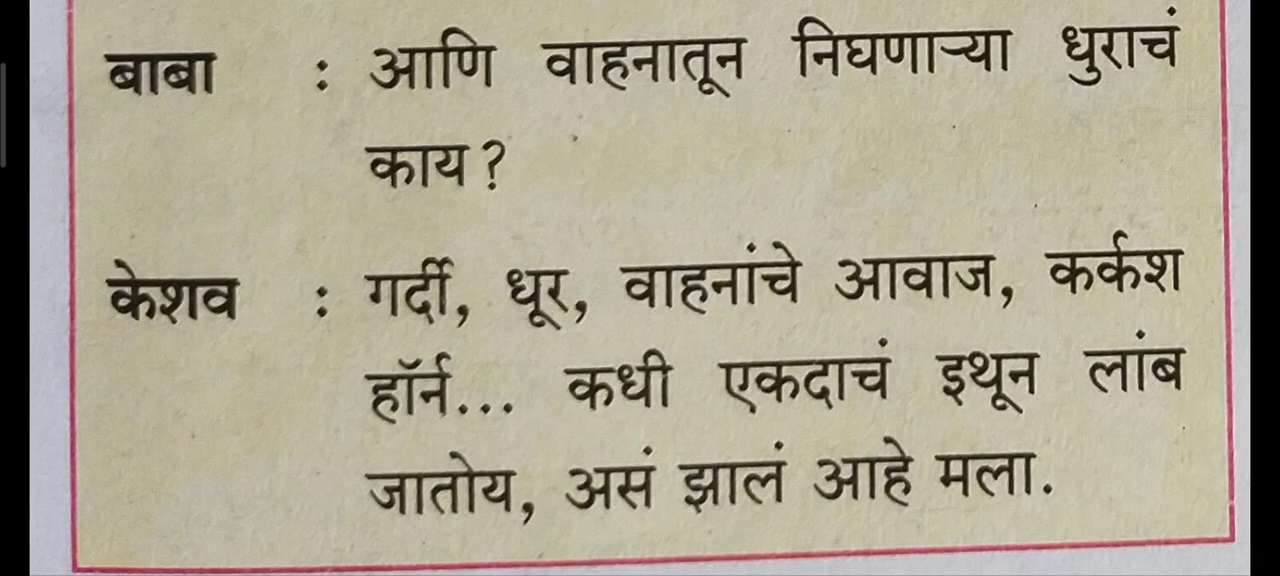 बाबा : आणि वाहनातून निघणाऱ्या धुराचं
काय?
केशव : गर्दी, धूर, वाहनांचे आवाज, कर्कश
हॉर्न... कधी एकदाचं इथून लांब
जातोय, असं झालं आहे मला.